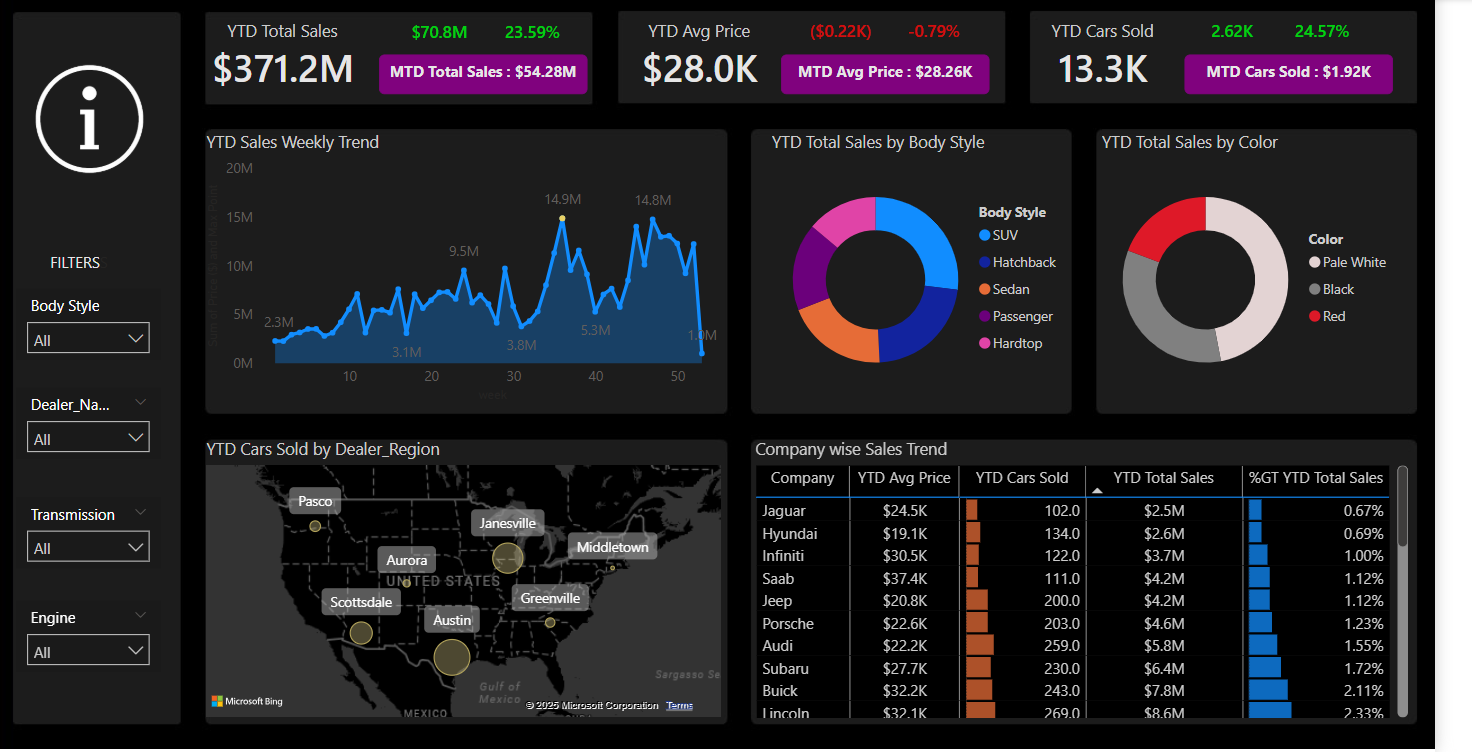 YTD Total Sales $70.8M 23.59%
$371.2M MTD Total Sales : $54.28M
YTD Avg Price ($0.22K) -0.79%
$28.0K MTD Avg Price : $28.26K
YTD Cars Sold 2.62K 24.57%
13.3K MTD Cars Sold : $1.92K
i
FILTERS
Body Style
All
Dealer_Na...
All
Transmission
All
Engine
All
YTD Sales Weekly Trend
20M
15M
10M
5M
0M
2.3M
3.1M
9.5M
3.8M
14.9M
5.3M
14.8M
1.0M
10 20 30 40 50
week
YTD Total Sales by Body Style
Body Style
SUV
Hatchback
Sedan
Passenger
Hardtop
YTD Total Sales by Color
Color
Pale White
Black
Red
YTD Cars Sold by Dealer_Region
Pasco
Janesville
Middletown
Aurora
UNITED STATES
Scottsdale
Greenville
Austin
Sargasso Se
Gulf of
Mexico
MEXICO
Microsoft Bing
© 2025 Microsoft Corporation Terms
Company wise Sales Trend
Company YTD Avg Price YTD Cars Sold YTD Total Sales %GT YTD Total Sales
Jaguar $24.5K 102.0 $2.5M 0.67%
Hyundai $19.1K 134.0 $2.6M 0.69%
Infiniti $30.5K 122.0 $3.7M 1.00%
Saab $37.4K 111.0 $4.2M 1.12%
Jeep $20.8K 200.0 $4.2M 1.12%
Porsche $22.6K 203.0 $4.6M 1.23%
Audi $22.2K 259.0 $5.8M 1.55%
Subaru $27.7K 230.0 $6.4M 1.72%
Buick $32.2K 243.0 $7.8M 2.11%
Lincoln $32.1K 269.0 $8.6M 2.33%